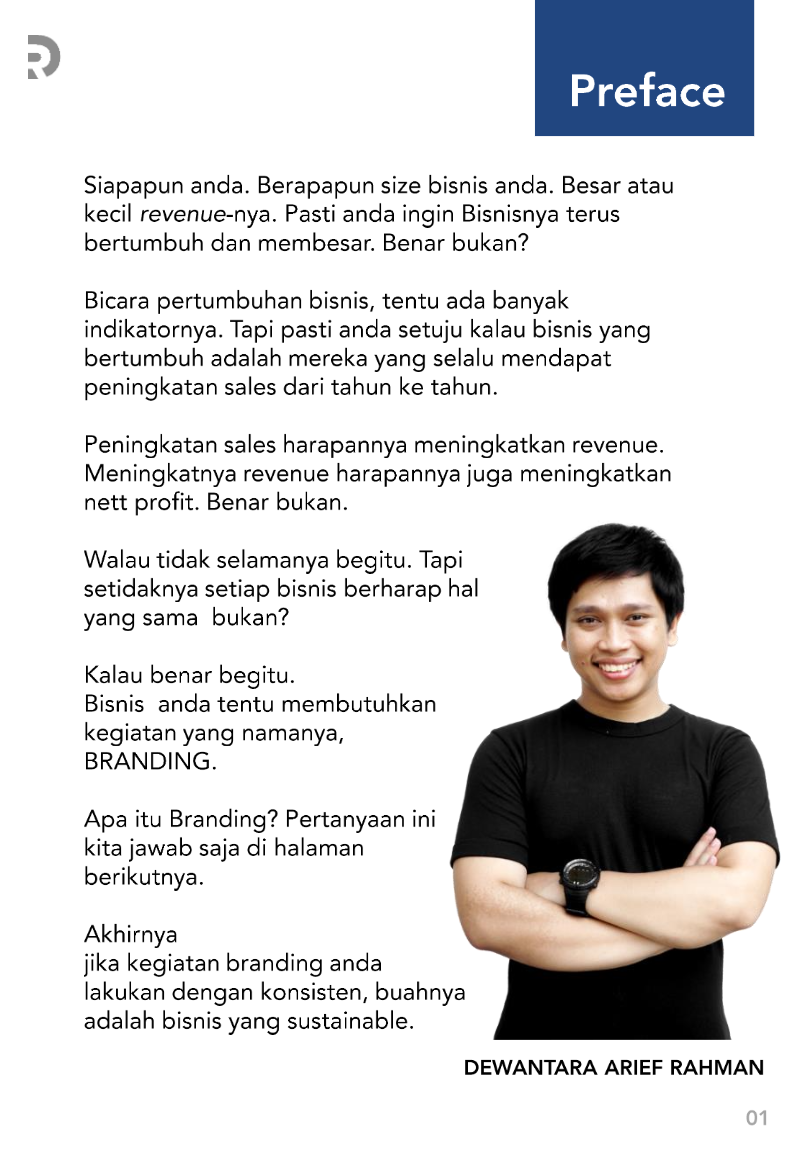 Preface
Siapapun anda. Berapapun size bisnis anda. Besar atau
kecil revenue-nya. Pasti anda ingin Bisnisnya terus
bertumbuh dan membesar. Benar bukan?
Bicara pertumbuhan bisnis, tentu ada banyak
indikatornya. Tapi pasti anda setuju kalau bisnis yang
bertumbuh adalah mereka yang selalu mendapat
peningkatan sales dari tahun ke tahun.
Peningkatan sales harapannya meningkatkan revenue.
Meningkatnya revenue harapannya juga meningkatkan
nett profit. Benar bukan.
Walau tidak selamanya begitu. Tapi
setidaknya setiap bisnis berharap hal
yang sama  bukan?
Kalau benar begitu.
Bisnis  anda tentu membutuhkan
kegiatan yang namanya,
BRANDING.
Apa itu Branding? Pertanyaan ini
kita jawab saja di halaman
berikutnya.
Akhirnya
jika kegiatan branding anda
lakukan dengan konsisten, buahnya
adalah bisnis yang sustainable.
DEWANTARA ARIEF RAHMAN
01